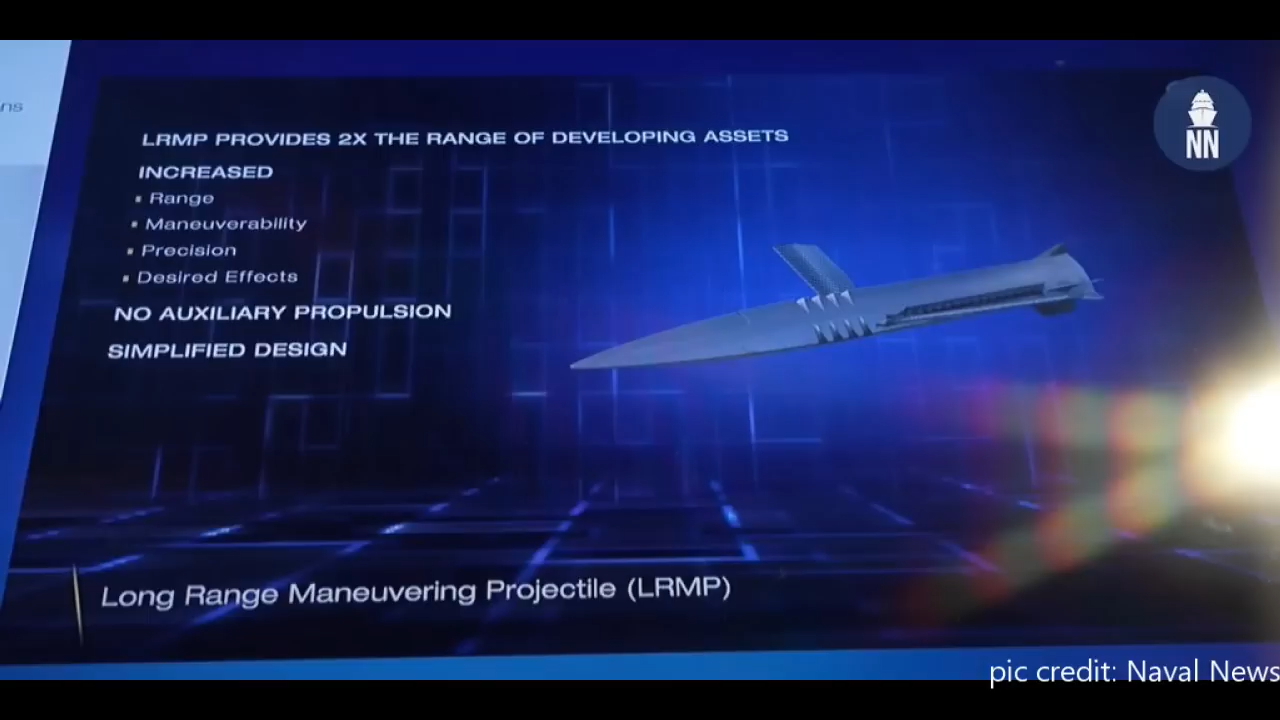 ns
LRMP PROVIDES 2X THE RANGE OF DEVELOPING ASSETS
INCREASED
▪ Range
▪ Maneuverability
▪ Precision
▪ Desired Effects
NO AUXILIARY PROPULSION
SIMPLIFIED DESIGN
Long Range Maneuvering Projectile (LRMP)
NN
pic credit: Naval News